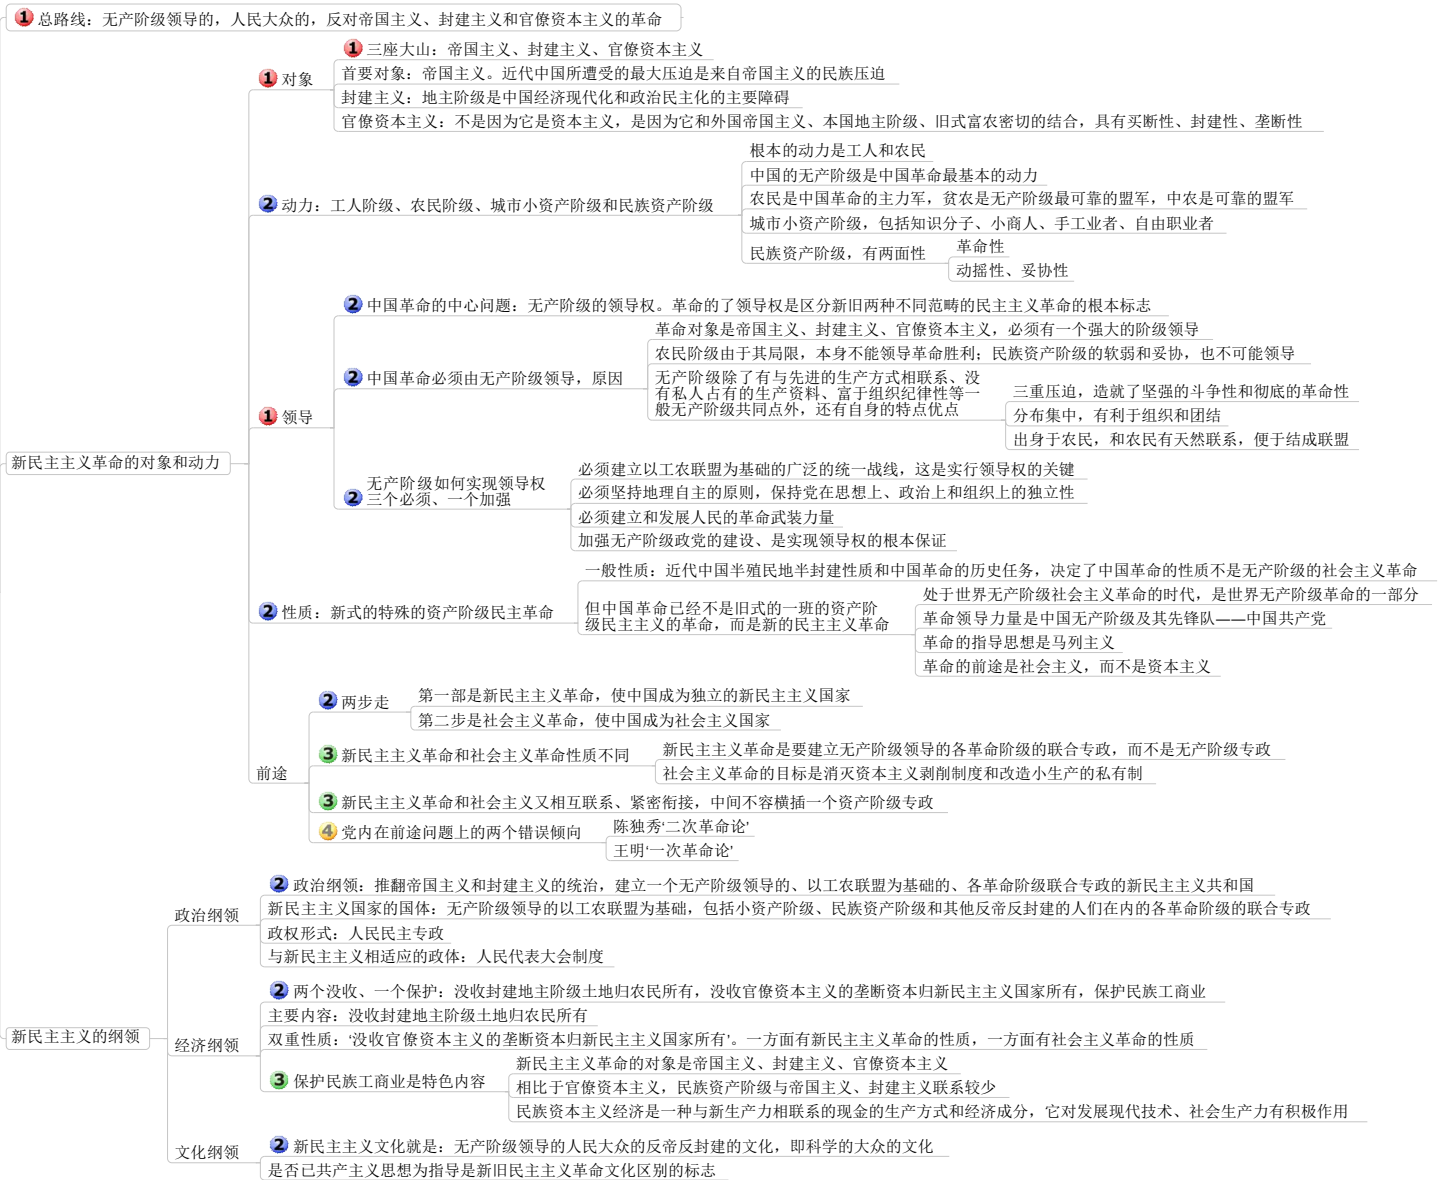 1 总路线：无产阶级领导的，人民大众的，反对帝国主义、封建主义和官僚资本主义的革命
新民主主义革命的对象和动力
1 对象
1 三座大山：帝国主义、封建主义、官僚资本主义
首要对象：帝国主义。近代中国所遭受的最大压迫是来自帝国主义的民族压迫
封建主义：地主阶级是中国经济现代化和政治民主化的主要障碍
官僚资本主义：不是因为它是资本主义，是因为它和外国帝国主义、本国地主阶级、旧式富农密切的结合，具有买断性、封建性、垄断性
2 动力：工人阶级、农民阶级、城市小资产阶级和民族资产阶级
根本的动力是工人和农民
中国的无产阶级是中国革命最基本的动力
农民是中国革命的主力军，贫农是无产阶级最可靠的盟军，中农是可靠的盟军
城市小资产阶级，包括知识分子、小商人、手工业者、自由职业者
民族资产阶级，有两面性
革命性
动摇性、妥协性
1 领导
2 中国革命的中心问题：无产阶级的领导权。革命的了领导权是区分新旧两种不同范畴的民主主义革命的根本标志
2 中国革命必须由无产阶级领导，原因
革命对象是帝国主义、封建主义、官僚资本主义，必须有一个强大的阶级领导
农民阶级由于其局限，本身不能领导革命胜利；民族资产阶级的软弱和妥协，也不可能领导
无产阶级除了有与先进的生产方式相联系、没
有私人占有的生产资料、富于组织纪律性等一
般无产阶级共同点外，还有自身的特点优点
三重压迫，造就了坚强的斗争性和彻底的革命性
分布集中，有利于组织和团结
出身于农民，和农民有天然联系，便于结成联盟
2 无产阶级如何实现领导权
三个必须、一个加强
必须建立以工农联盟为基础的广泛的统一战线，这是实行领导权的关键
必须坚持地理自主的原则，保持党在思想上、政治上和组织上的独立性
必须建立和发展人民的革命武装力量
加强无产阶级政党的建设、是实现领导权的根本保证
2 性质：新式的特殊的资产阶级民主革命
一般性质：近代中国半殖民地半封建性质和中国革命的历史任务，决定了中国革命的性质不是无产阶级的社会主义革命
但中国革命已经不是旧式的一班的资产阶
级民主主义的革命，而是新的民主主义革命
处于世界无产阶级社会主义革命的时代，是世界无产阶级革命的一部分
革命领导力量是中国无产阶级及其先锋队——中国共产党
革命的指导思想是马列主义
革命的前途是社会主义，而不是资本主义
前途
2 两步走
第一部是新民主主义革命，使中国成为独立的新民主主义国家
第二步是社会主义革命，使中国成为社会主义国家
3 新民主主义革命和社会主义革命性质不同
新民主主义革命是要建立无产阶级领导的各革命阶级的联合专政，而不是无产阶级专政
社会主义革命的目标是消灭资本主义剥削制度和改造小生产的私有制
3 新民主主义革命和社会主义又相互联系、紧密衔接，中间不容横插一个资产阶级专政
4 党内在前途问题上的两个错误倾向
陈独秀‘二次革命论’
王明‘一次革命论’
新民主主义的纲领
政治纲领
2 政治纲领：推翻帝国主义和封建主义的统治，建立一个无产阶级领导的、以工农联盟为基础的、各革命阶级联合专政的新民主主义共和国
新民主主义国家的国体：无产阶级领导的以工农联盟为基础，包括小资产阶级、民族资产阶级和其他反帝反封建的人们在内的各革命阶级的联合专政
政权形式：人民民主专政
与新民主主义相适应的政体：人民代表大会制度
经济纲领
2 两个没收、一个保护：没收封建地主阶级土地归农民所有，没收官僚资本主义的垄断资本归新民主主义国家所有，保护民族工商业
主要内容：没收封建地主阶级土地归农民所有
双重性质：‘没收官僚资本主义的垄断资本归新民主主义国家所有’。一方面有新民主主义革命的性质，一方面有社会主义革命的性质
3 保护民族工商业是特色内容
新民主主义革命的对象是帝国主义、封建主义、官僚资本主义
相比于官僚资本主义，民族资产阶级与帝国主义、封建主义联系较少
民族资本主义经济是一种与新生产力相联系的现金的生产方式和经济成分，它对发展现代技术、社会生产力有积极作用
文化纲领
2 新民主主义文化就是：无产阶级领导的人民大众的反帝反封建的文化，即科学的大众的文化
是否已共产主义思想为指导是新旧民主主义革命文化区别的标志